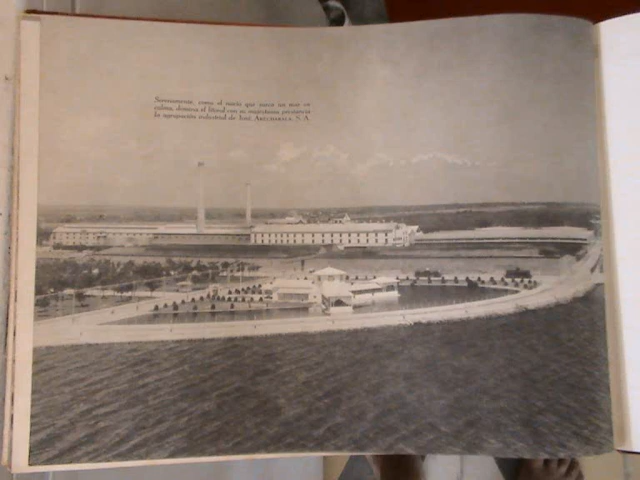 Serenamente, como el navío que surca un mar en
calma, domina el litoral con su majestuosa presencia
la agrupación industrial de José Arechabala, S. A.